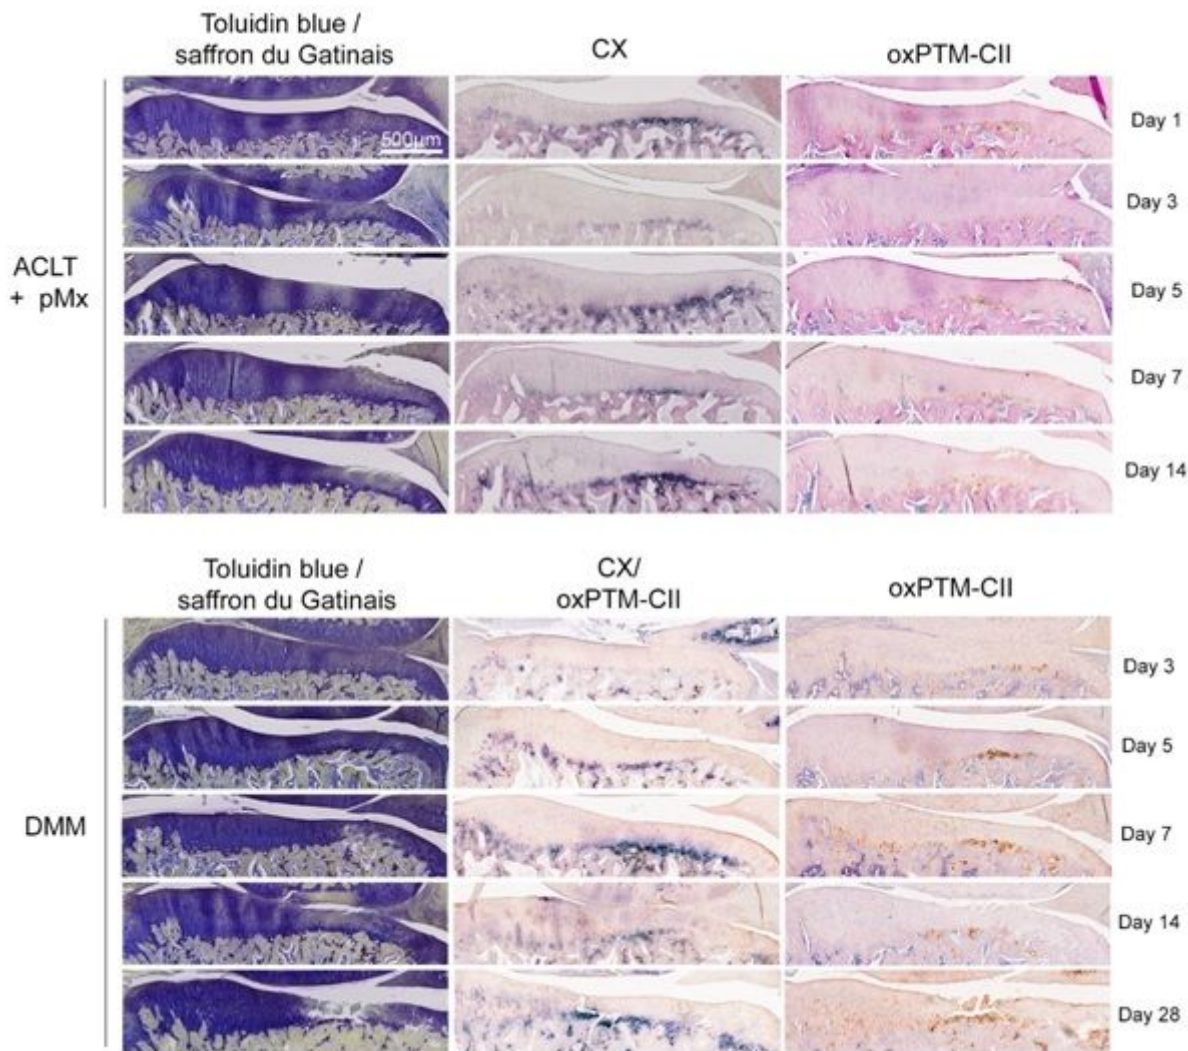 Toluidin blue /
saffron du Gatinais
CX
oxPTM-CII
500µm
Day 1
Day 3
ACLT
+ pMx
Day 5
Day 7
Day 14
Toluidin blue /
saffron du Gatinais
CX/
oxPTM-CII
oxPTM-CII
Day 3
Day 5
DMM
Day 7
Day 14
Day 28